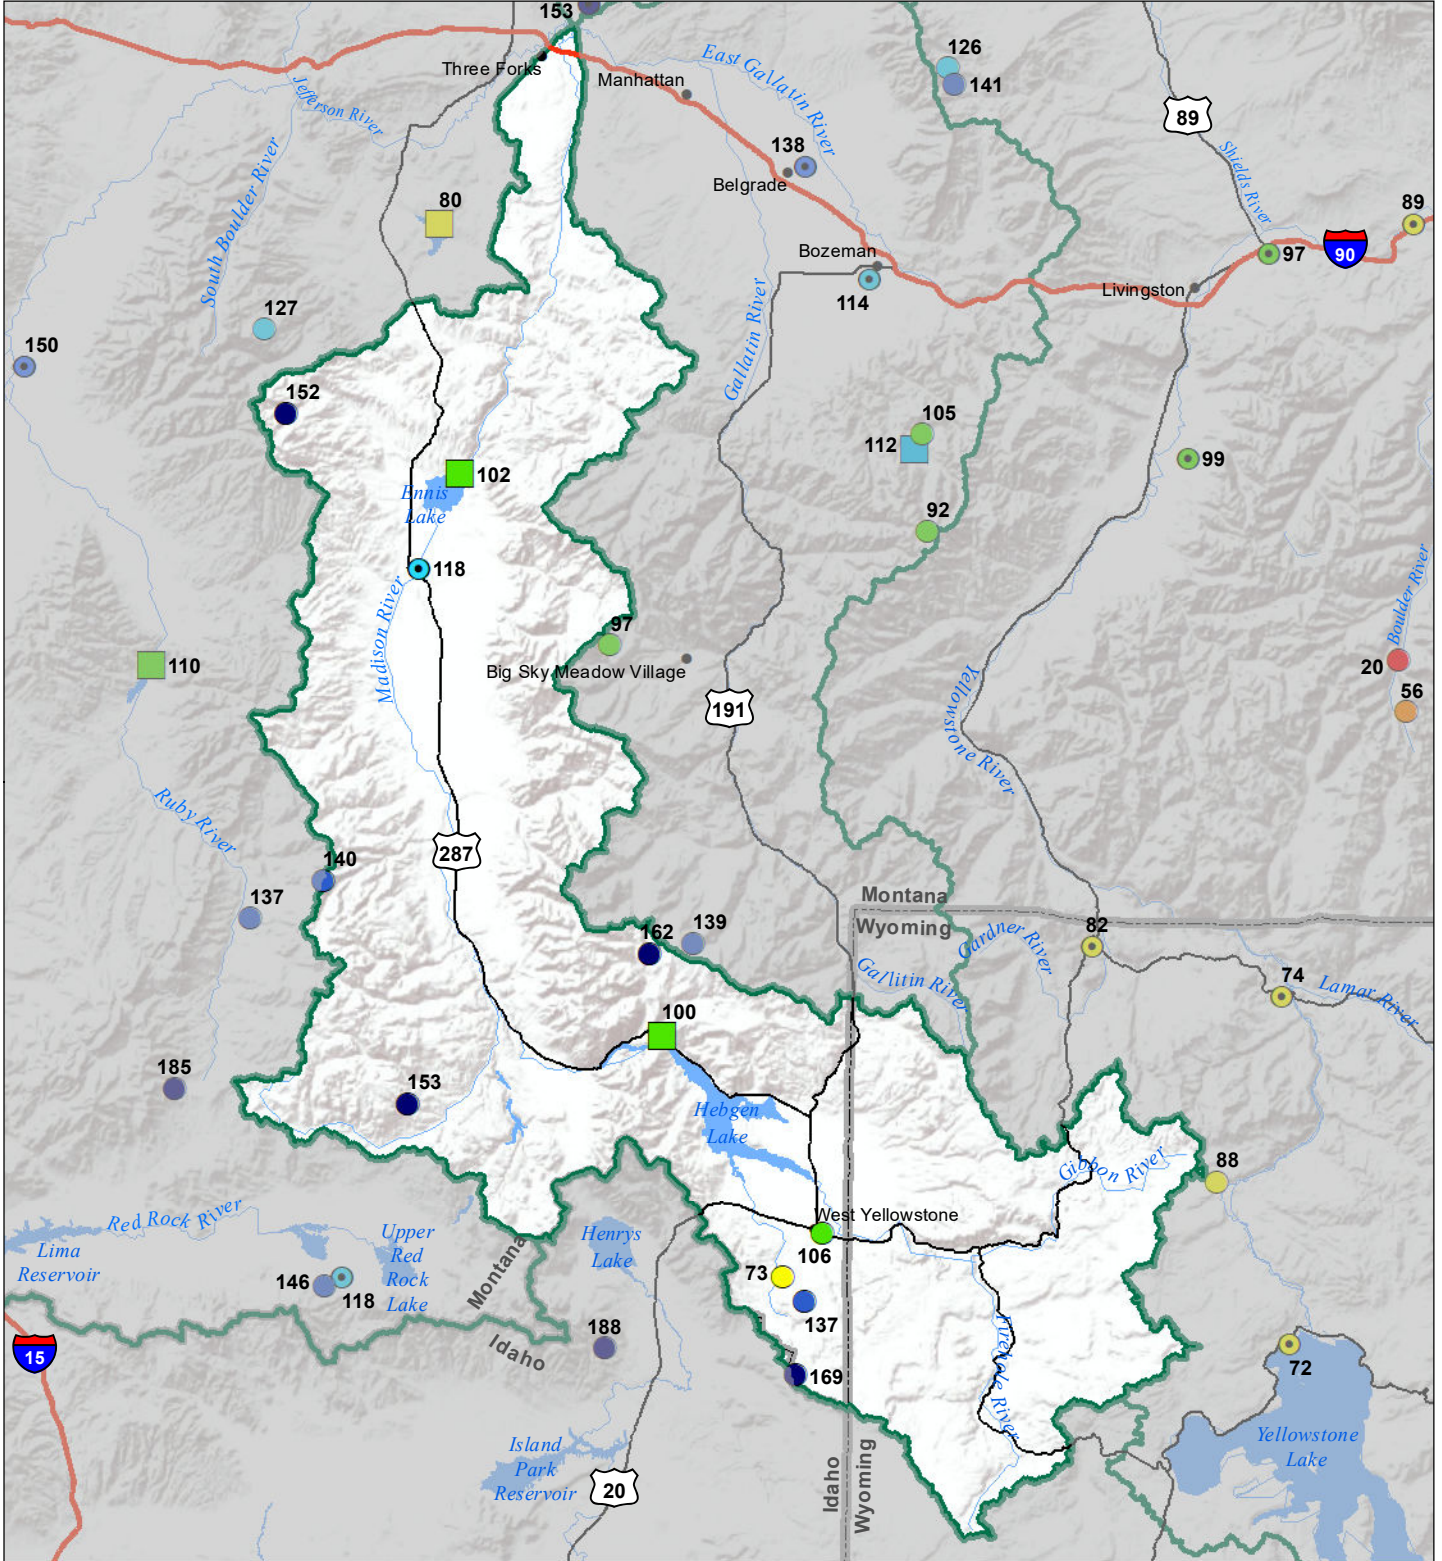 153
126
Three Forks
Manhattan
East Gallatin River
141
Jefferson River
89
138
Belgrade
Shields River
South Boulder River
80
89
Bozeman
97
90
Livingston
114
Gallatin River
127
150
152
105
112
102
99
Ennis
Lake
92
118
Madison River
Boulder River
97
110
Big Sky Meadow Village
20
56
191
Yellowstone River
Ruby River
287
140
137
Montana
Wyoming
162
139
82
Gardner River
Gallitin River
74
Lamar River
100
185
153
Hebgen
Lake
Gibbon River
88
Red Rock River
West Yellowstone
Lima
Reservoir
Upper
Red
Rock
Lake
Henrys
Lake
106
Montana
73
146
118
137
188
Idaho
15
169
Firehole River
72
Island
Park
Reservoir
20
Idaho
Wyoming
Yellowstone
Lake